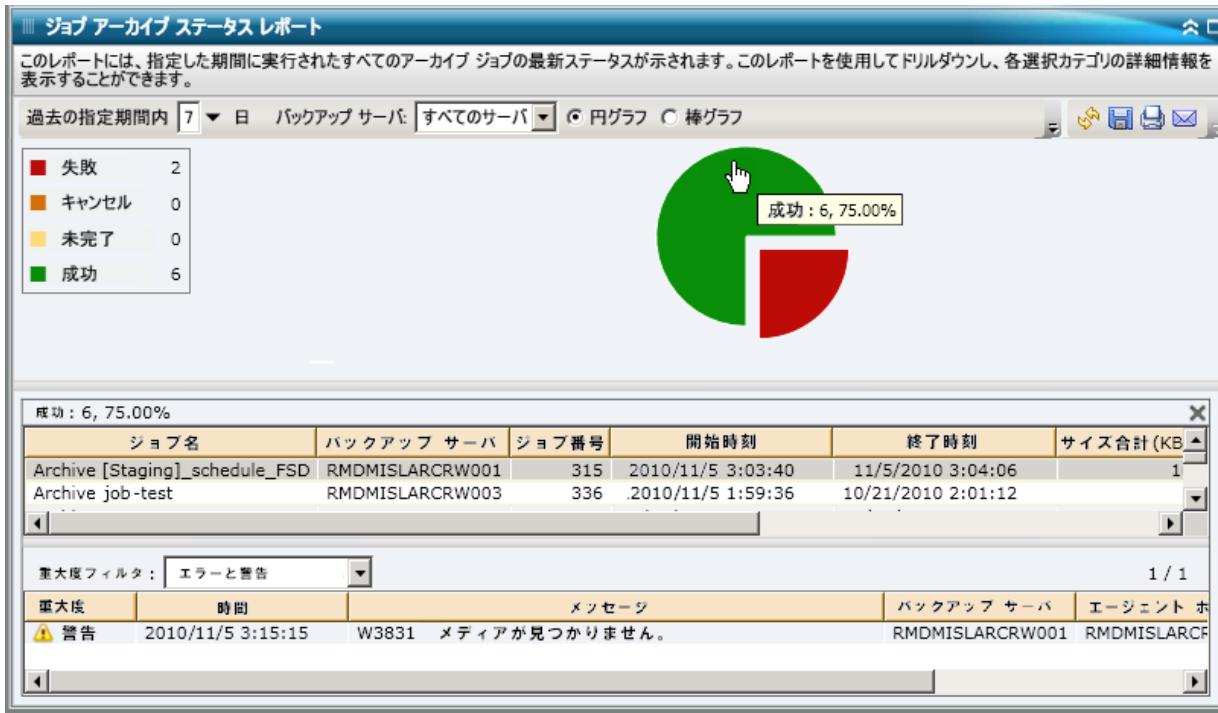 ジョブ アーカイブ ステータス レポート
このレポートには、指定した期間に実行されたすべてのアーカイブ ジョブの最新ステータスが示されます。このレポートを使用してドリルダウンし、各選択カテゴリの詳細情報を
表示することができます。
過去の指定期間内 7 日 バックアップ サーバ: すべてのサーバ 円グラフ 棒グラフ
失敗 2
キャンセル 0
未完了 0
成功 6
成功 : 6, 75.00%
成功 : 6, 75.00%
ジョブ名 バックアップ サーバ ジョブ番号 開始時刻 終了時刻 サイズ合計(KB
Archive [Staging]_schedule_FSD RMDMISLARCRW001 315 2010/11/5 3:03:40 11/5/2010 3:04:06 1
Archive job-test RMDMISLARCRW003 336 .2010/11/5 1:59:36 10/21/2010 2:01:12
重大度フィルタ : エラーと警告 1 / 1
重大度 時間 メッセージ バックアップ サーバ エージェント ホ
警告 2010/11/5 3:15:15 W3831 メディアが見つかりません。 RMDMISLARCRW001 RMDMISLARCF